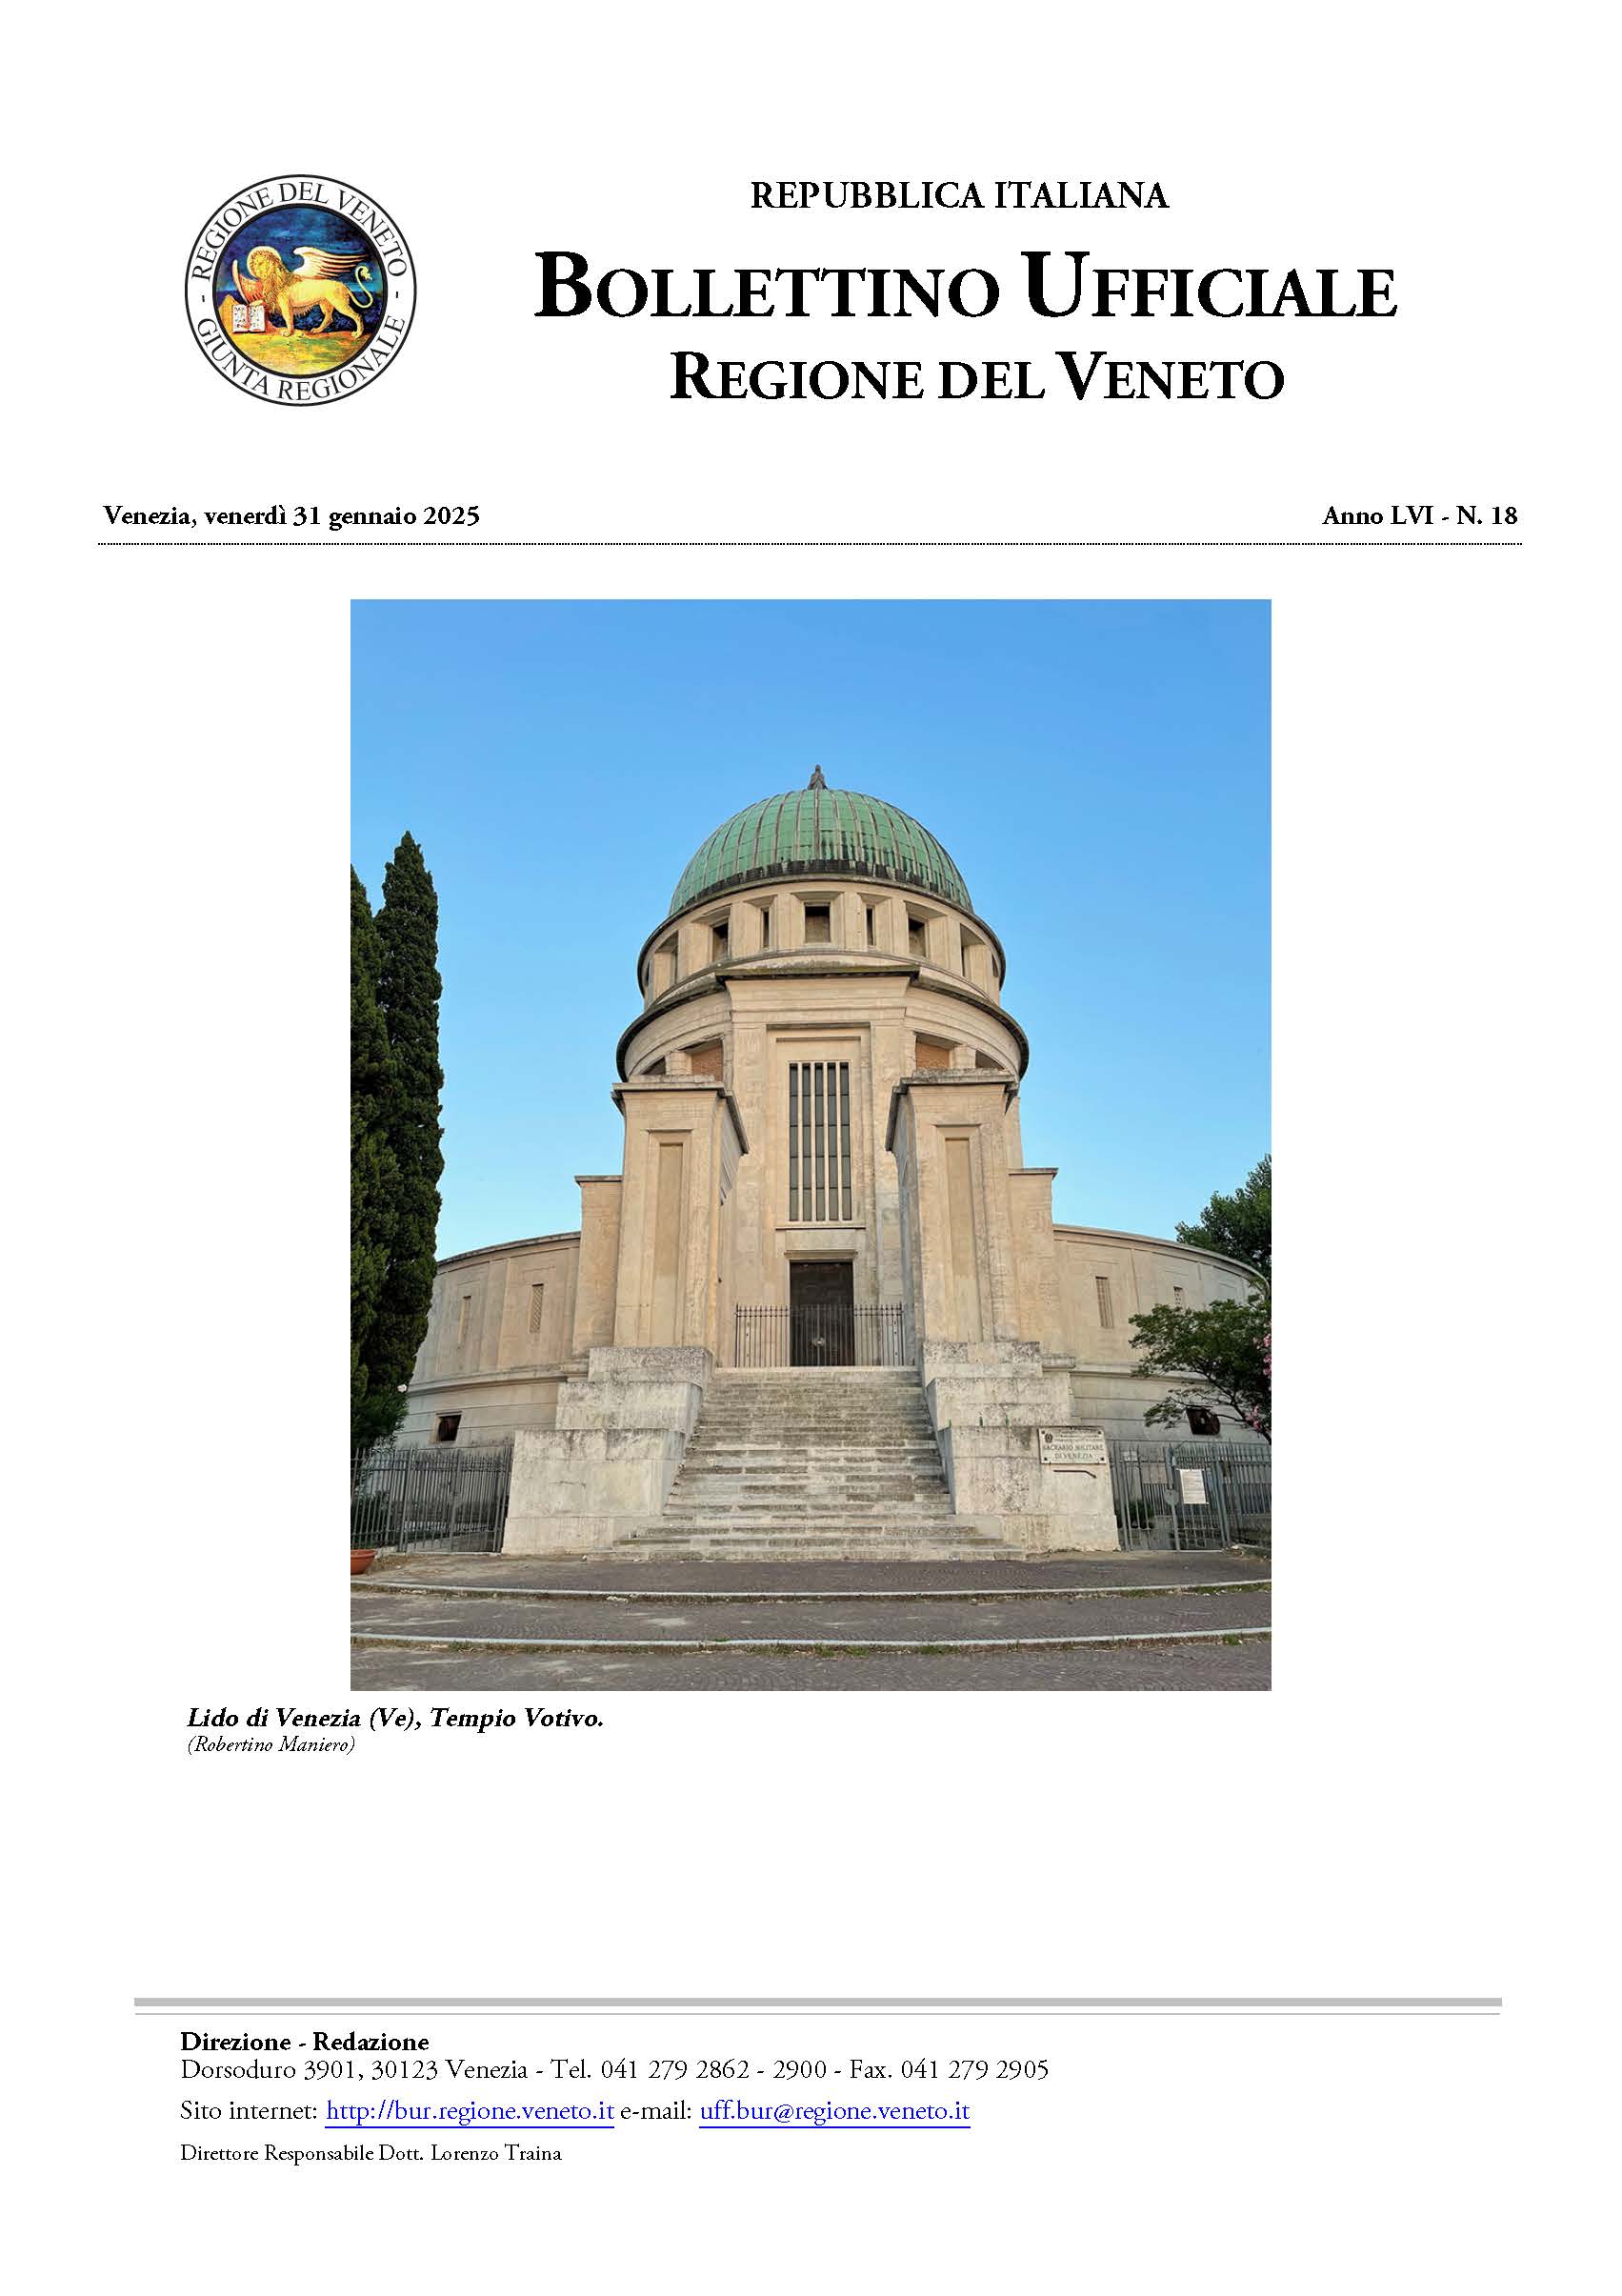 REGIONE DEL VENETO
- GIUNTA REGIONALE -
REPUBBLICA ITALIANA
BOLLETTINO UFFICIALE
REGIONE DEL VENETO
Venezia, venerdì 31 gennaio 2025
Anno LVI - N. 18
SACRARIO MILITARE
DI VENEZIA
Lido di Venezia (Ve), Tempio Votivo.
(Robertino Maniero)
Direzione - Redazione
Dorsoduro 3901, 30123 Venezia - Tel. 041 279 2862 - 2900 - Fax. 041 279 2905
Sito internet: http://bur.regione.veneto.it e-mail: uff.bur@regione.veneto.it
Direttore Responsabile Dott. Lorenzo Traina